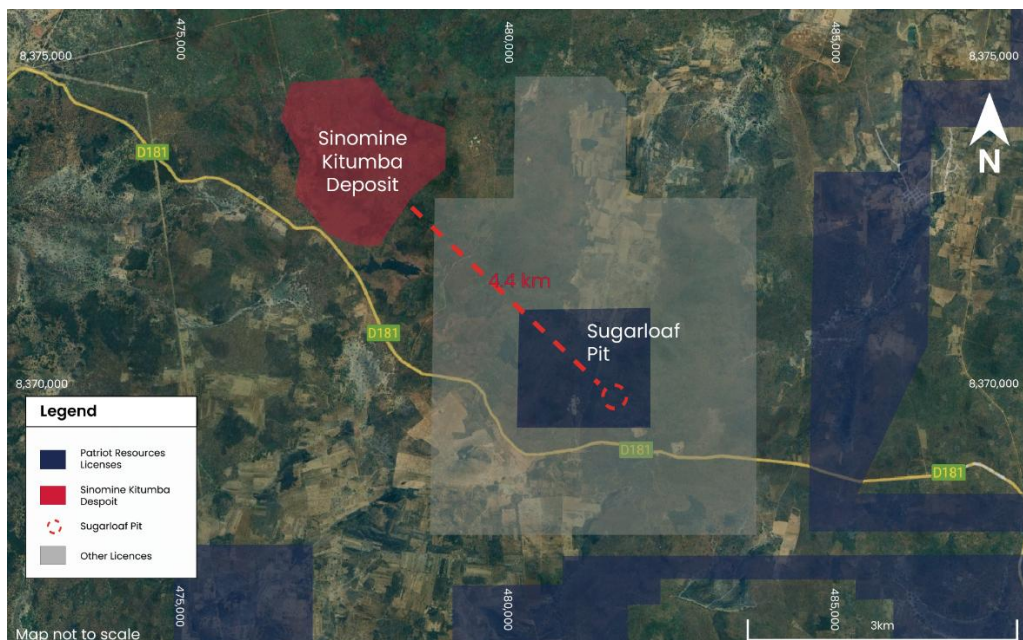 475,000
480,000
485,000
8,375,000
8,375,000
D181
Sinomine
Kitumba
Deposit
N
4.4 km
D181
Sugarloaf
Pit
8,370,000
8,370,000
Legend
Patriot Resources
Licenses
Sinomine Kitumba
Despoit
Sugarloaf Pit
Other Licences
D181
D181
475,000
480,000
485,000
Map not to scale
3km